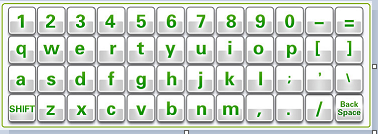 1 2 3 4 5 6 7 8 9 0 – =
q w e r t y u i o p [ ]
a s d f g h j k l ; ' \
SHIFT z x c v b n m , . / Back Space